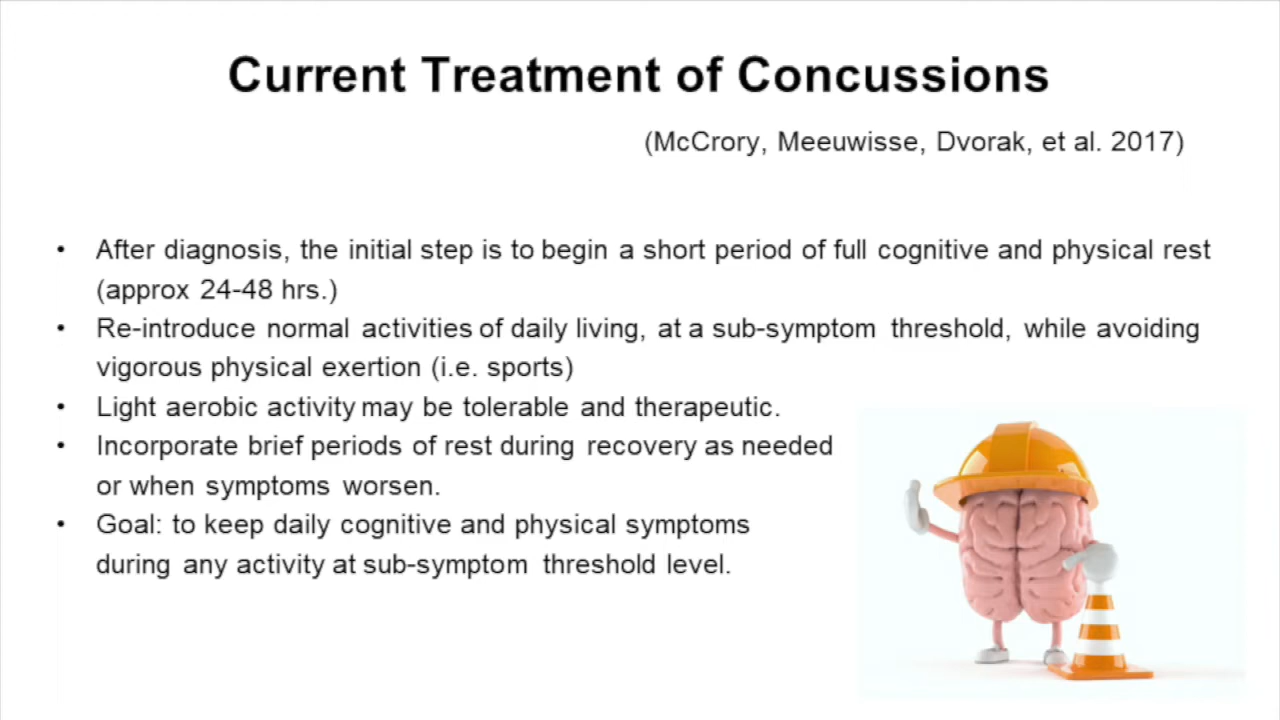 Current Treatment of Concussions
(McCrory, Meeuwisse, Dvorak, et al. 2017)
• After diagnosis, the initial step is to begin a short period of full cognitive and physical rest
(approx 24-48 hrs.)
• Re-introduce normal activities of daily living, at a sub-symptom threshold, while avoiding
vigorous physical exertion (i.e. sports)
• Light aerobic activity may be tolerable and therapeutic.
• Incorporate brief periods of rest during recovery as needed
or when symptoms worsen.
• Goal: to keep daily cognitive and physical symptoms
during any activity at sub-symptom threshold level.